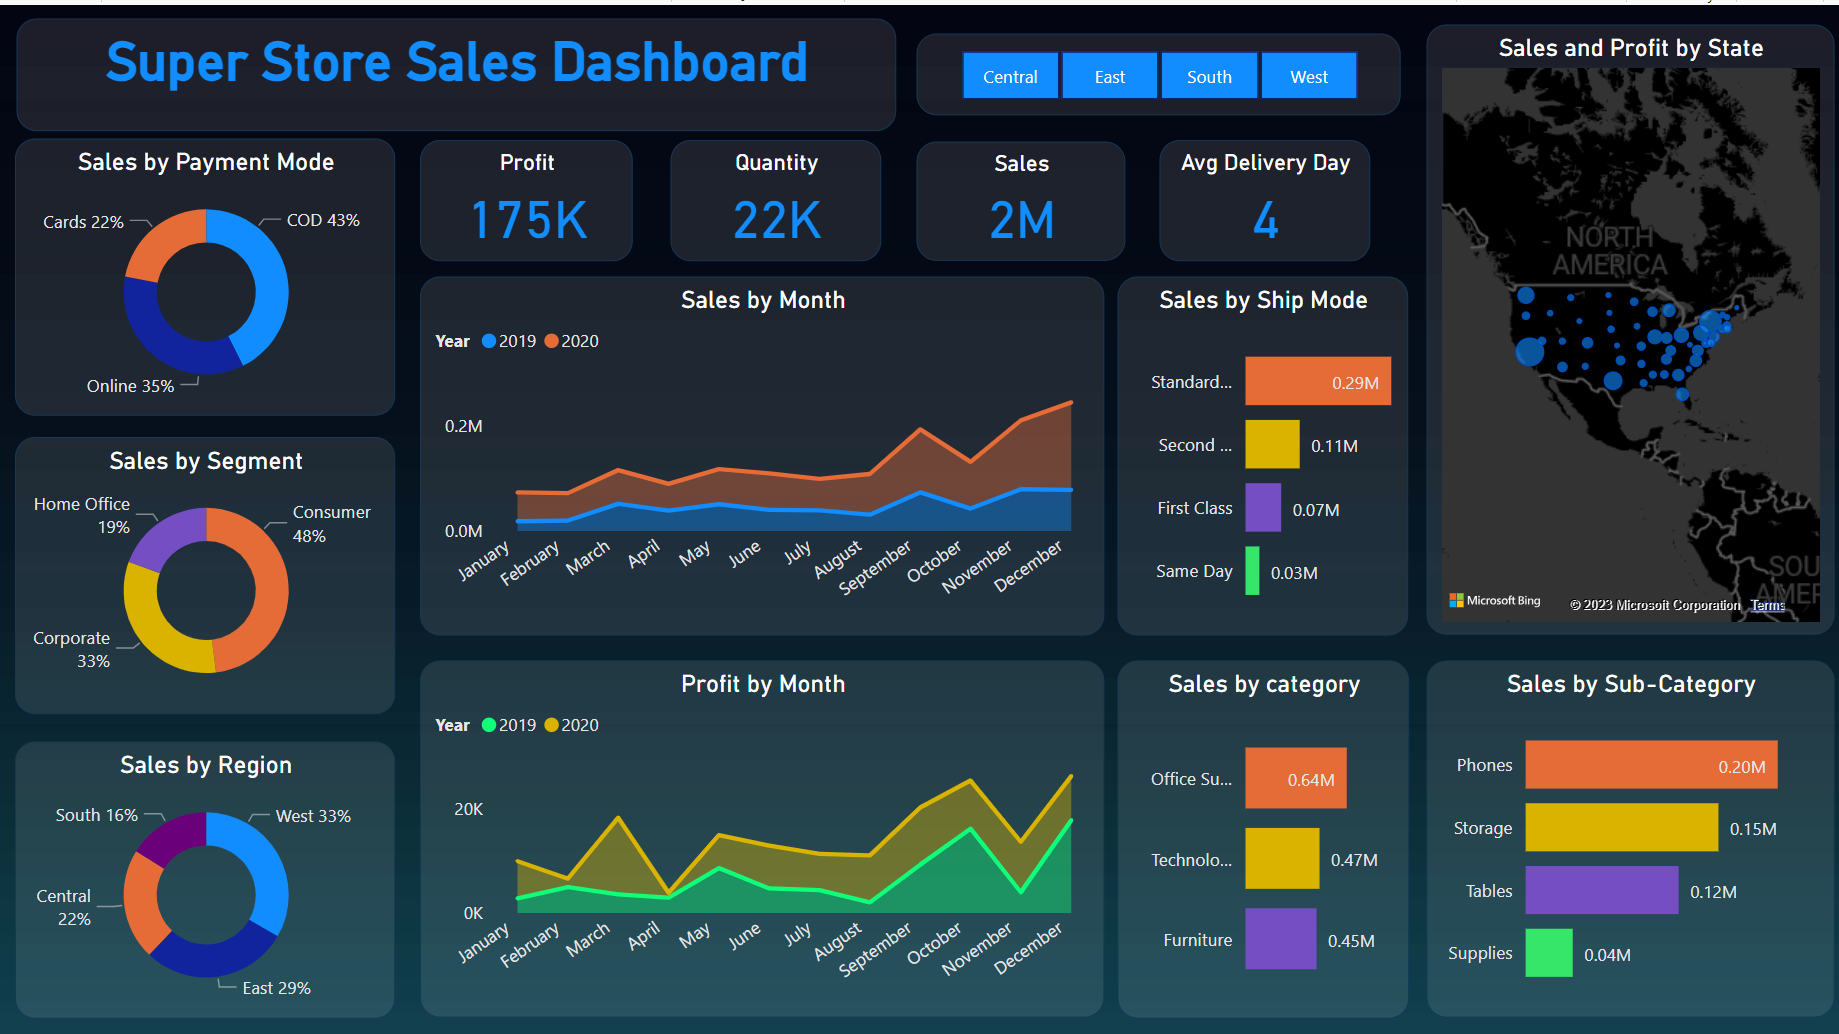 Super Store Sales Dashboard
Central
East
South
West
Sales and Profit by State
Sales by Payment Mode
Cards 22%
COD 43%
Online 35%
Profit
175K
Quantity
22K
Sales
2M
Avg Delivery Day
4
NORTH
AMERICA
SOU
AMER
Microsoft Bing
© 2023 Microsoft Corporation Terms
Sales by Month
Year 2019 2020
0.2M
0.0M
January
February
March
April
May
June
July
August
September
October
November
December
Sales by Ship Mode
Standard...
0.29M
Second ...
0.11M
First Class
0.07M
Same Day
0.03M
Sales by Segment
Home Office
19%
Consumer
48%
Corporate
33%
Sales by Region
South 16%
West 33%
Central
22%
East 29%
Profit by Month
Year 2019 2020
20K
0K
January
February
March
April
May
June
July
August
September
October
November
December
Sales by category
Office Su...
0.64M
Technolo...
0.47M
Furniture
0.45M
Sales by Sub-Category
Phones
0.20M
Storage
0.15M
Tables
0.12M
Supplies
0.04M